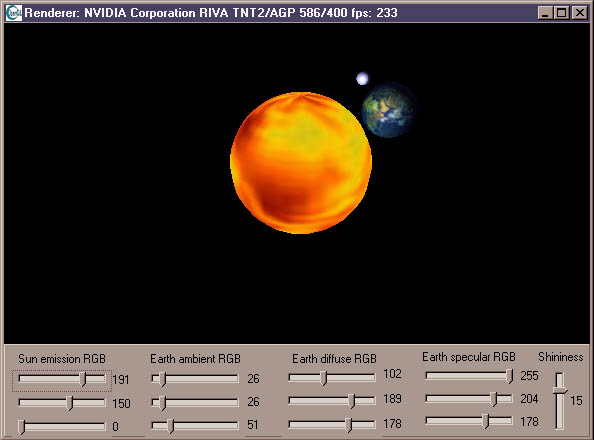 Renderer: NVIDIA Corporation RIVA TNT2/AGP 586/400 fps: 233
Sun emission RGB
191
150
0
Earth ambient RGB
26
26
51
Earth diffuse RGB
102
189
178
Earth specular RGB
255
204
178
Shininess
15